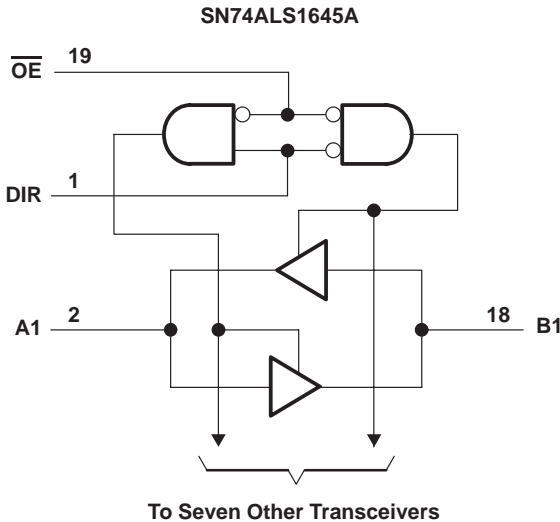 SN74ALS1645A
OE 19
DIR 1
A1 2
18 B1
To Seven Other Transceivers